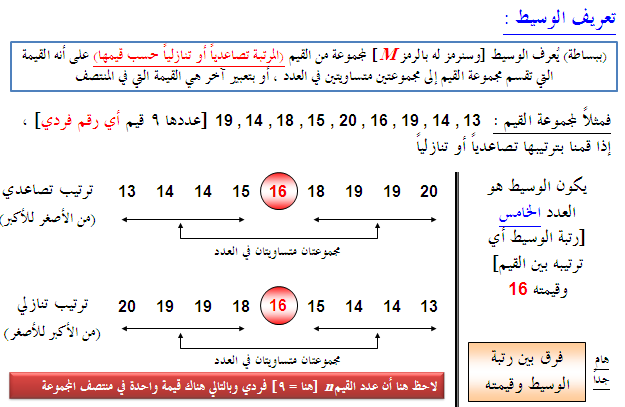 تعريف الوسيط :
(ببساطة) يُعرف الوسيط [وسنرمز له بالرمز M] لمجموعة من القيم (المرتبة تصاعدياً أو تنازلياً حسب قيمها) على أنه القيمة
التي تقسم مجموعة القيم إلى مجموعتين متساويتين في العدد ، أو بتعبير آخر هي القيمة التي في المنتصف
فمثلاً لمجموعة القيم : 13 , 14 , 19 , 16 , 20 , 15 , 18 , 14 , 19 [عددها ٩ قيم أي رقم فردي] ،
إذا قمنا بترتيبها تصاعدياً أو تنازلياً
يكون الوسيط هو
العدد الخامس
[رتبة الوسيط أي
ترتيبه بين القيم]
وقيمته 16
13 14 14 15 16 18 19 19 20
ترتيب تصاعدي
(من الأصغر للأكبر)
مجموعتان متساويتان في العدد
20 19 19 18 16 15 14 14 13
ترتيب تنازلي
(من الأكبر للأصغر)
مجموعتان متساويتان في العدد
هام
جداً
فرق بين رتبة
الوسيط وقيمته
لاحظ هنا أن عدد القيم n [هنا = ٩] فردي وبالتالي هناك قيمة واحدة في منتصف المجموعة